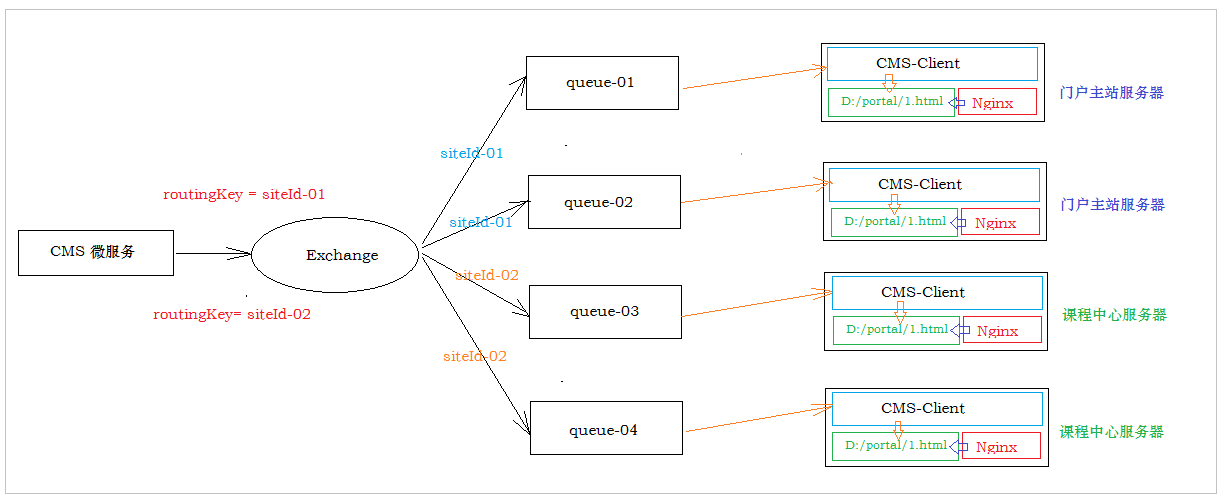 queue-01
CMS-Client
D:/portal/1.html
Nginx
门户主站服务器
siteId-01
routingKey = siteId-01
queue-02
CMS-Client
D:/portal/1.html
Nginx
门户主站服务器
siteId-01
CMS 微服务
Exchange
siteId-02
routingKey= siteId-02
queue-03
CMS-Client
D:/portal/1.html
Nginx
课程中心服务器
siteId-02
queue-04
CMS-Client
D:/portal/1.html
Nginx
课程中心服务器